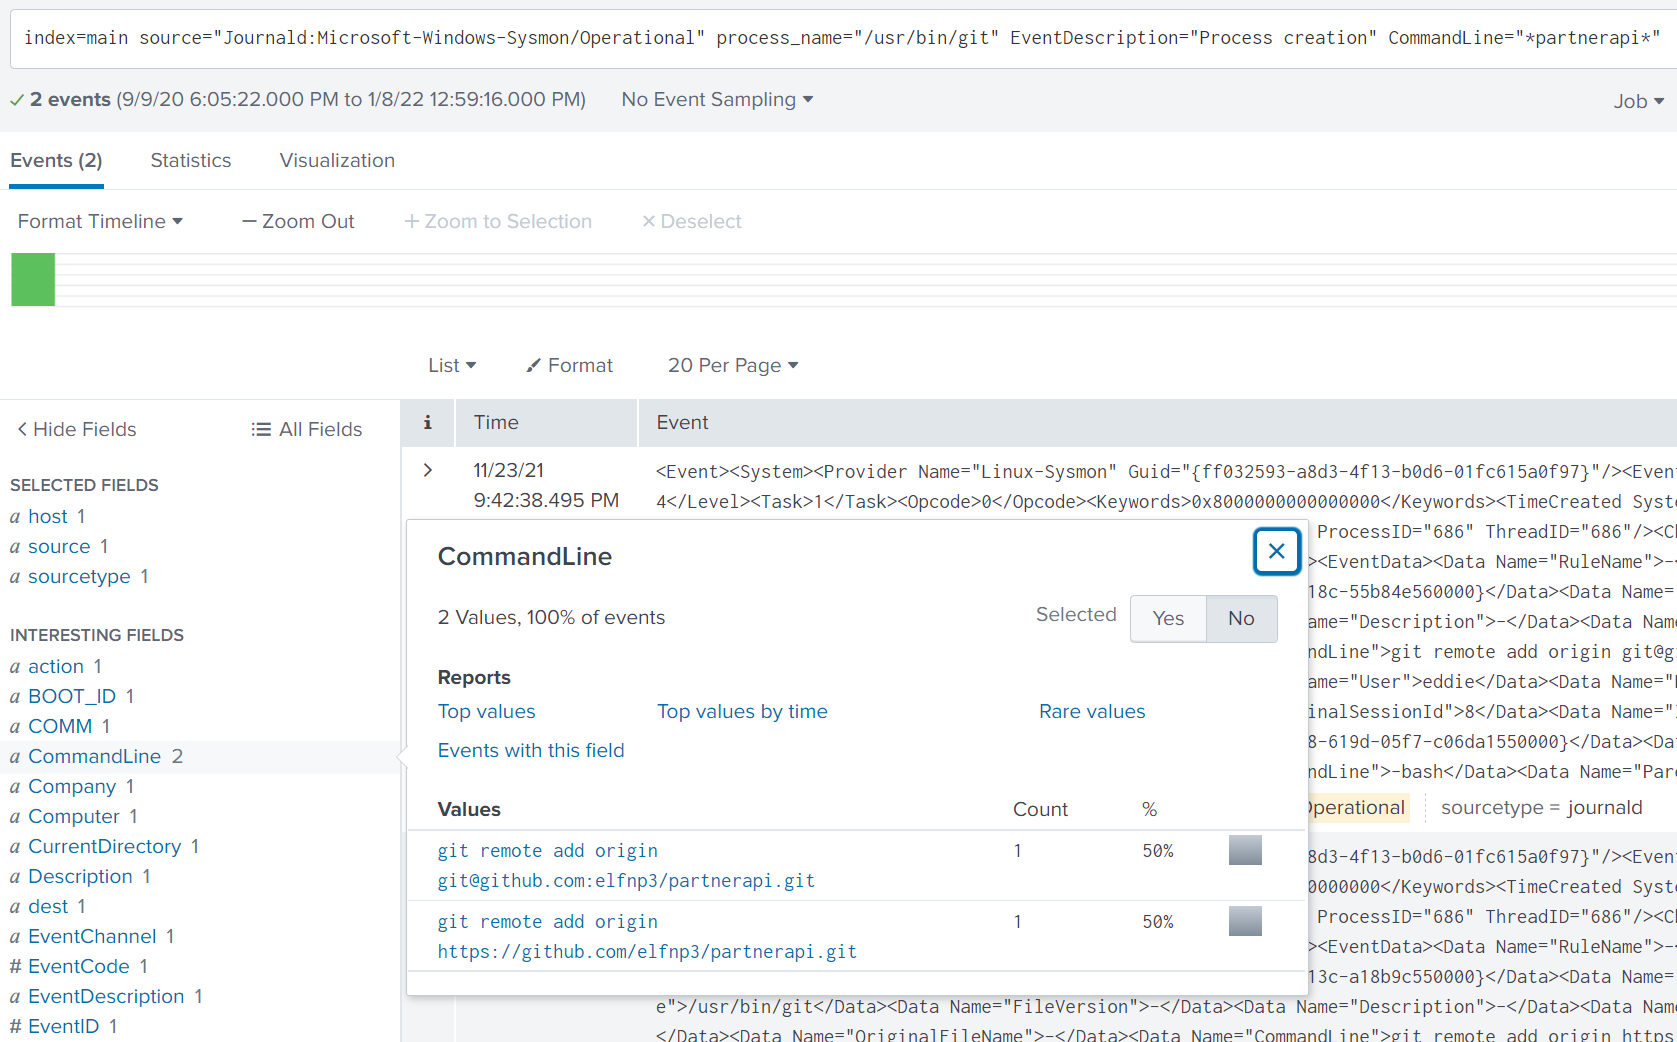 index=main source="Journald:Microsoft-Windows-Sysmon/Operational" process_name="/usr/bin/git" EventDescription="Process creation" CommandLine="*partnerapi*"
2 events (9/9/20 6:05:22.000 PM to 1/8/22 12:59:16.000 PM) No Event Sampling
Job
Events (2) Statistics Visualization
Format Timeline — Zoom Out + Zoom to Selection × Deselect
List Format 20 Per Page
< Hide Fields All Fields
i Time Event
SELECTED FIELDS
a host 1
a source 1
a sourcetype 1
INTERESTING FIELDS
a action 1
a BOOT_ID 1
a COMM 1
a CommandLine 2
a Company 1
a Computer 1
a CurrentDirectory 1
a Description 1
a dest 1
a EventChannel 1
# EventCode 1
a EventDescription 1
# EventID 1
> 11/23/21
9:42:38.495 PM
<Event><System><Provider Name="Linux-Sysmon" Guid="{ff032593-a8d3-4f13-b0d6-01fc615a0f97}"/><Even
4</Level><Task>1</Task><Opcode>0</Opcode><Keywords>0x8000000000000000</Keywords><TimeCreated Syste
ProcessID="686" ThreadID="686"/><Ch
><EventData><Data Name="RuleName">-<
18c-55b84e560000}</Data><Data Name=
ame="Description">-</Data><Data Nam
ndLine">git remote add origin git@g
ame="User">eddie</Data><Data Name="
inalSessionId">8</Data><Data Name="
8-619d-05f7-c06da1550000}</Data><Da
ndLine">-bash</Data><Data Name="Par
Operational sourcetype = journald
CommandLine
×
2 Values, 100% of events
Selected Yes No
Reports
Top values Top values by time Rare values
Events with this field
Values Count %
git remote add origin
git@github.com:elfnp3/partnerapi.git 1 50%
git remote add origin
https://github.com/elfnp3/partnerapi.git 1 50%
8d3-4f13-b0d6-01fc615a0f97}"/><Even
0000000</Keywords><TimeCreated Syste
ProcessID="686" ThreadID="686"/><Ch
><EventData><Data Name="RuleName">-<
13c-a18b9c550000}</Data><Data Name=
e">/usr/bin/git</Data><Data Name="FileVersion">-</Data><Data Name="Description">-</Data><Data Nam
</Data><Data Name="OriginalFileName">-</Data><Data Name="CommandLine">git remote add origin https